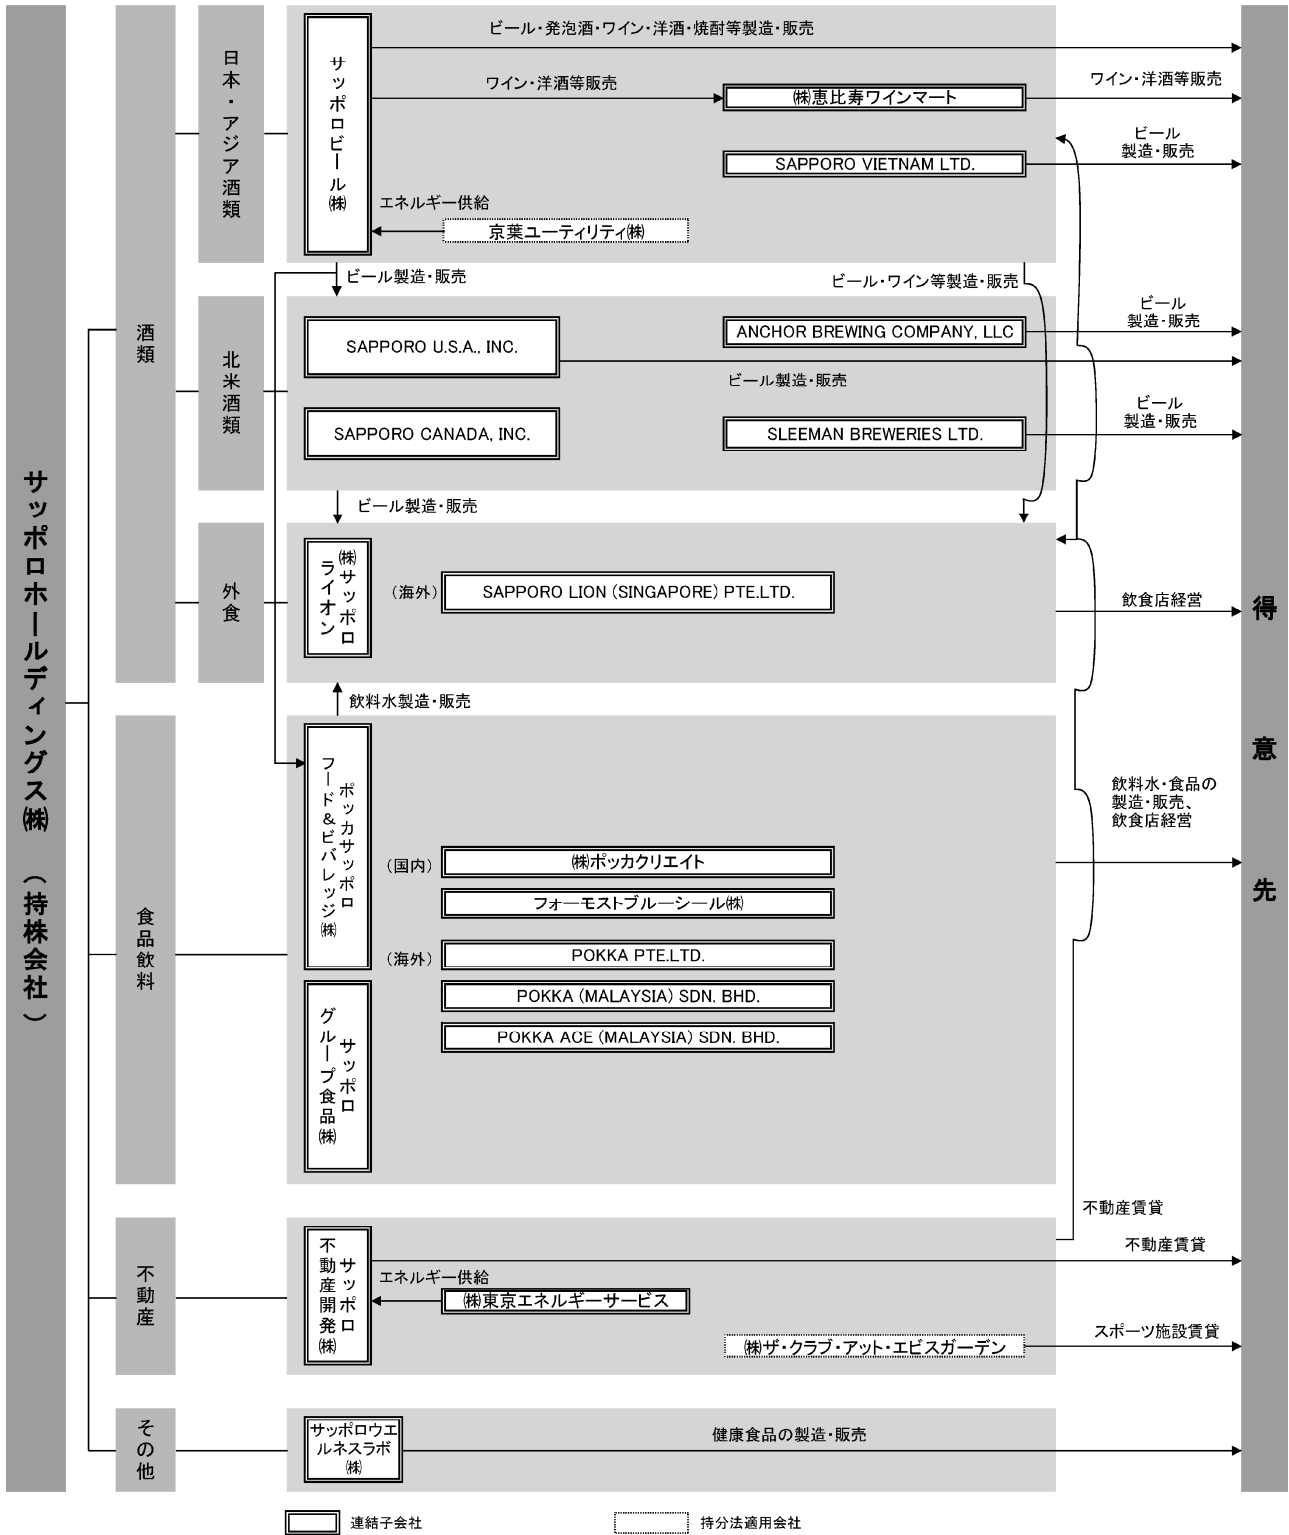 サッポロホールディングス㈱ （持株会社）
酒類
日本・アジア酒類
サッポロビール㈱
ビール・発泡酒・ワイン・洋酒・焼酎等製造・販売
ワイン・洋酒等販売
㈱恵比寿ワインマート
ワイン・洋酒等販売
SAPPORO VIETNAM LTD.
ビール
製造・販売
エネルギー供給
京葉ユーティリティ㈱
ビール製造・販売
ビール・ワイン等製造・販売
北米酒類
SAPPORO U.S.A., INC.
ANCHOR BREWING COMPANY, LLC
ビール
製造・販売
ビール製造・販売
SAPPORO CANADA, INC.
SLEEMAN BREWERIES LTD.
ビール
製造・販売
ビール製造・販売
外食
㈱サッポロ
ライオン
(海外)
SAPPORO LION (SINGAPORE) PTE.LTD.
飲食店経営
飲料水製造・販売
食品飲料
ポッカサッポロ
フード&ビバレッジ㈱
(国内)
㈱ポッカクリエイト
フォーモストブルーシール㈱
(海外)
POKKA PTE.LTD.
POKKA (MALAYSIA) SDN. BHD.
POKKA ACE (MALAYSIA) SDN. BHD.
飲料水・食品の
製造・販売、
飲食店経営
サッポロ
グループ食品㈱
不動産賃貸
不動産
サッポロ
不動産開発㈱
不動産賃貸
エネルギー供給
㈱東京エネルギーサービス
㈱ザ・クラブ・アット・エビスガーデン
スポーツ施設賃貸
その他
サッポロウエ
ルネスラボ
㈱
健康食品の製造・販売
得意先
連結子会社
持分法適用会社